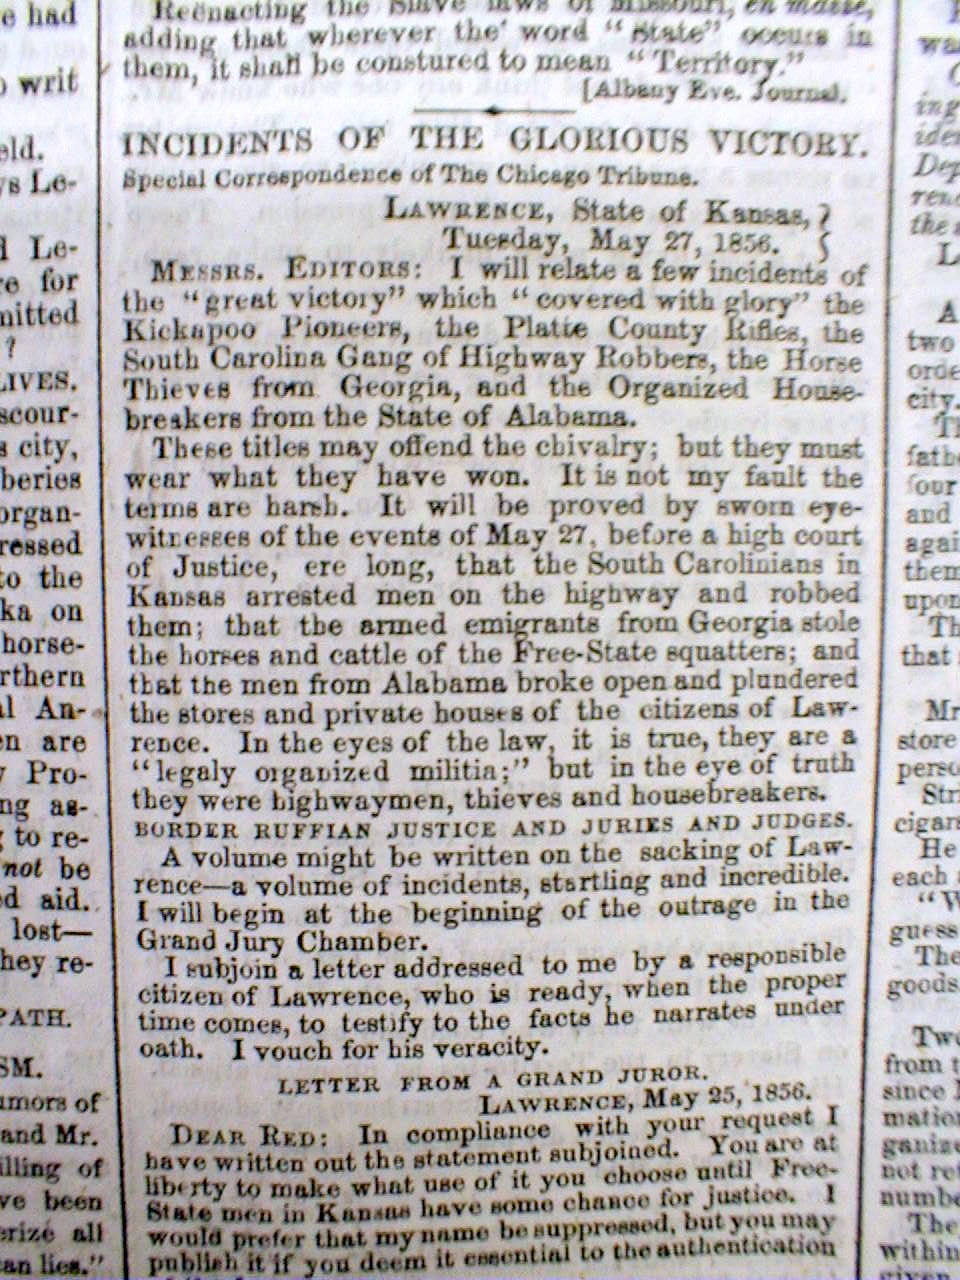 Reënacting the Slave laws of Missouri, en masse,
adding that wherever the word "State" occurs in
them, it shall be constured to mean "Territory."
[Albany Eve. Journal.
INCIDENTS OF THE GLORIOUS VICTORY.
Special Correspondence of The Chicago Tribune.
LAWRENCE, State of Kansas, }
Tuesday, May 27, 1856. }
MESSRS. EDITORS: I will relate a few incidents of
the "great victory" which "covered with glory" the
Kickapoo Pioneers, the Platte County Rifles, the
South Carolina Gang of Highway Robbers, the Horse
Thieves from Georgia, and the Organized House-
breakers from the State of Alabama.
These titles may offend the chivalry; but they must
wear what they have won. It is not my fault the
terms are harsh. It will be proved by sworn eye-
witnesses of the events of May 27, before a high court
of Justice, ere long, that the South Carolinians in
Kansas arrested men on the highway and robbed
them; that the armed emigrants from Georgia stole
the horses and cattle of the Free-State squatters; and
that the men from Alabama broke open and plundered
the stores and private houses of the citizens of Law-
rence. In the eyes of the law, it is true, they are a
"legaly organized militia;" but in the eye of truth
they were highwaymen, thieves and housebreakers.
BORDER RUFFIAN JUSTICE AND JURIES AND JUDGES.
A volume might be written on the sacking of Law-
rence—a volume of incidents, startling and incredible.
I will begin at the beginning of the outrage in the
Grand Jury Chamber.
I subjoin a letter addressed to me by a responsible
citizen of Lawrence, who is ready, when the proper
time comes, to testify to the facts he narrates under
oath. I vouch for his veracity.
LETTER FROM A GRAND JUROR.
LAWRENCE, May 25, 1856.
DEAR RED: In compliance with your request I
have written out the statement subjoined. You are at
liberty to make what use of it you choose until Free-
State men in Kansas have some chance for justice. I
would prefer that my name be suppressed, but you may
publish it if you deem it essential to the authentication